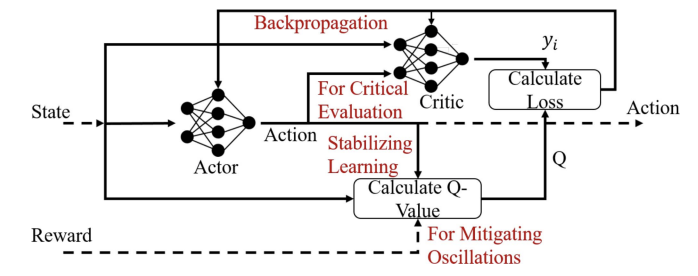 Backpropagation
y_i
Calculate
Loss
For Critical
Evaluation
Critic
State
Action
Action
Stabilizing
Learning
Actor
Q
Calculate Q-
Value
Reward
For Mitigating
Oscillations